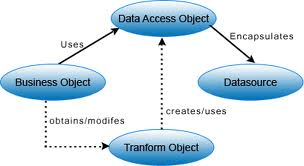 Data Access Object
Uses
Encapsulates
Business Object
Datasource
obtains/modifes
creates/uses
Tranform Object